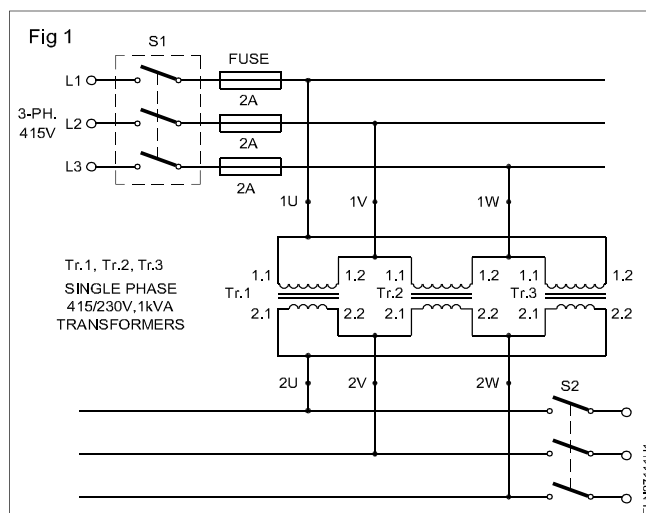 Fig 1
S1
FUSE
L1
2A
3-PH.
415V
L2
2A
L3
2A
1U 1V 1W
Tr.1, Tr.2, Tr.3
SINGLE PHASE
415/230V,1kVA
TRANSFORMERS
1.1 1.2 1.1 1.2 1.1 1.2
Tr.1 Tr.2 Tr.3
2.1 2.2 2.1 2.2 2.1 2.2
2U 2V 2W
S2